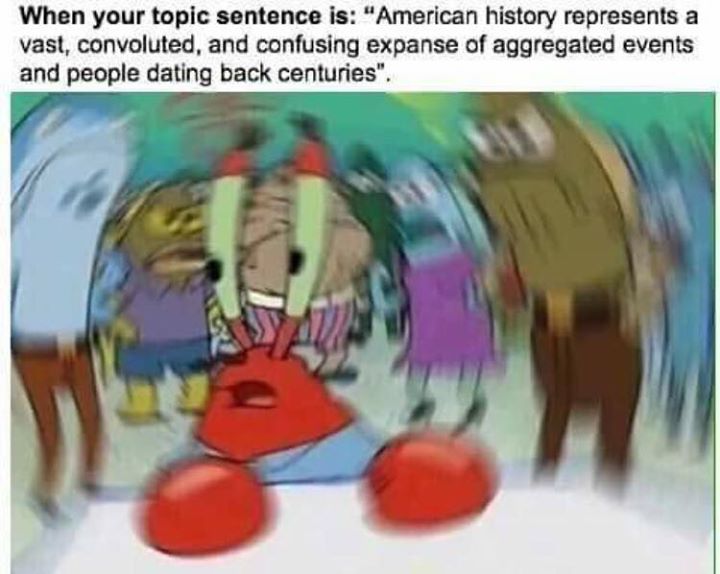 When your topic sentence is: "American history represents a
vast, convoluted, and confusing expanse of aggregated events
and people dating back centuries".